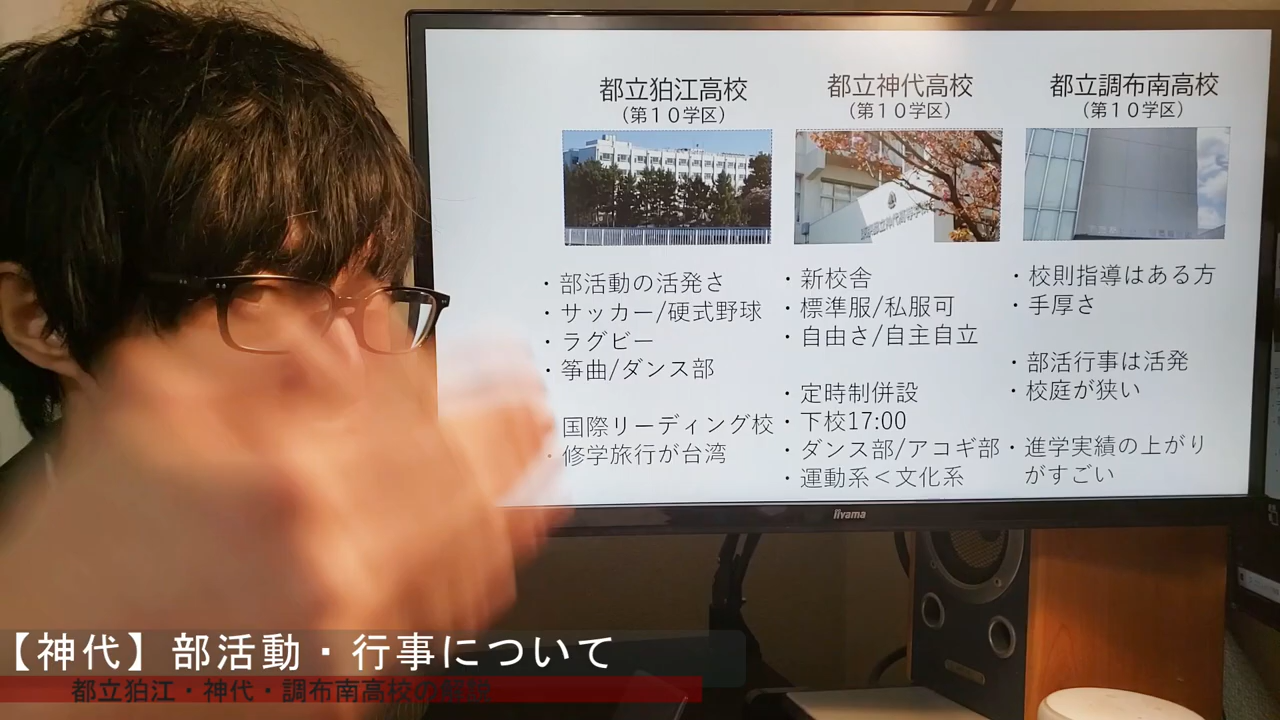 都立狛江高校
（第１０学区）
・部活動の活発さ
・サッカー/硬式野球
・ラグビー
・箏曲/ダンス部
国際リーディング校
・修学旅行が台湾
都立神代高校
（第１０学区）
・新校舎
・標準服/私服可
・自由さ/自主自立
・定時制併設
・下校17:00
・ダンス部/アコギ部
・運動系＜文化系
都立調布南高校
（第１０学区）
・校則指導はある方
・手厚さ
・部活行事は活発
・校庭が狭い
・進学実績の上がり
がすごい
iiyama
【神代】部活動・行事について
都立狛江・神代・調布南高校の解説